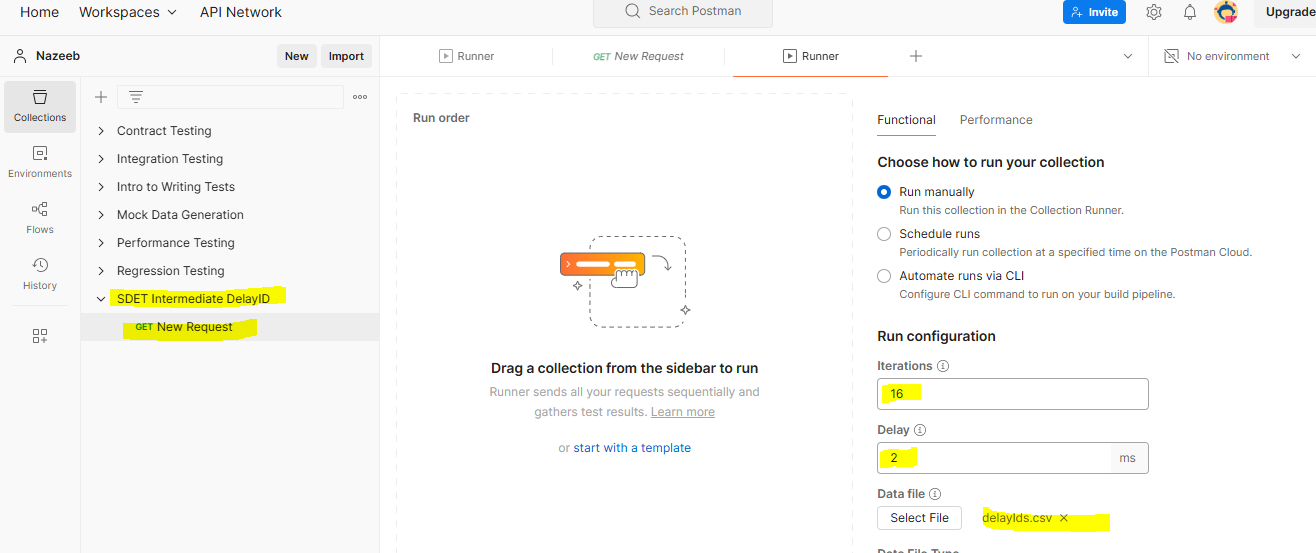 Home Workspaces API Network Search Postman Invite Upgrade
Nazeeb New Import
Runner GET New Request Runner No environment
Collections
Environments
Flows
History
Contract Testing
Integration Testing
Intro to Writing Tests
Mock Data Generation
Performance Testing
Regression Testing
SDET Intermediate DelayID
GET New Request
Run order
Drag a collection from the sidebar to run
Runner sends all your requests sequentially and
gathers test results. Learn more
or start with a template
Functional Performance
Choose how to run your collection
Run manually
Run this collection in the Collection Runner.
Schedule runs
Periodically run collection at a specified time on the Postman Cloud.
Automate runs via CLI
Configure CLI command to run on your build pipeline.
Run configuration
Iterations
16
Delay
2 ms
Data file
Select File delayIds.csv
Data File Type